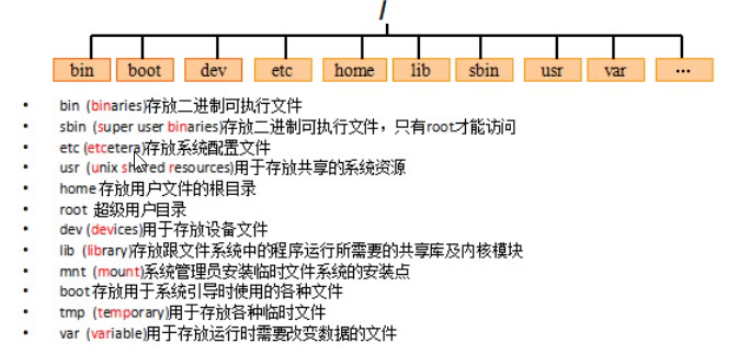 /
bin boot dev etc home lib sbin usr var ...
• bin (binaries)存放二进制可执行文件
• sbin (super user binaries)存放二进制可执行文件，只有root才能访问
• etc (etcetera)存放系统配置文件
• usr (unix shared resources)用于存放共享的系统资源
• home 存放用户文件的根目录
• root 超级用户目录
• dev (devices)用于存放设备文件
• lib (library)存放跟文件系统中的程序运行所需要的共享库及内核模块
• mnt (mount)系统管理员安装临时文件系统的安装点
• boot 存放用于系统引导时使用的各种文件
• tmp (temporary)用于存放各种临时文件
• var (variable)用于存放运行时需要改变数据的文件